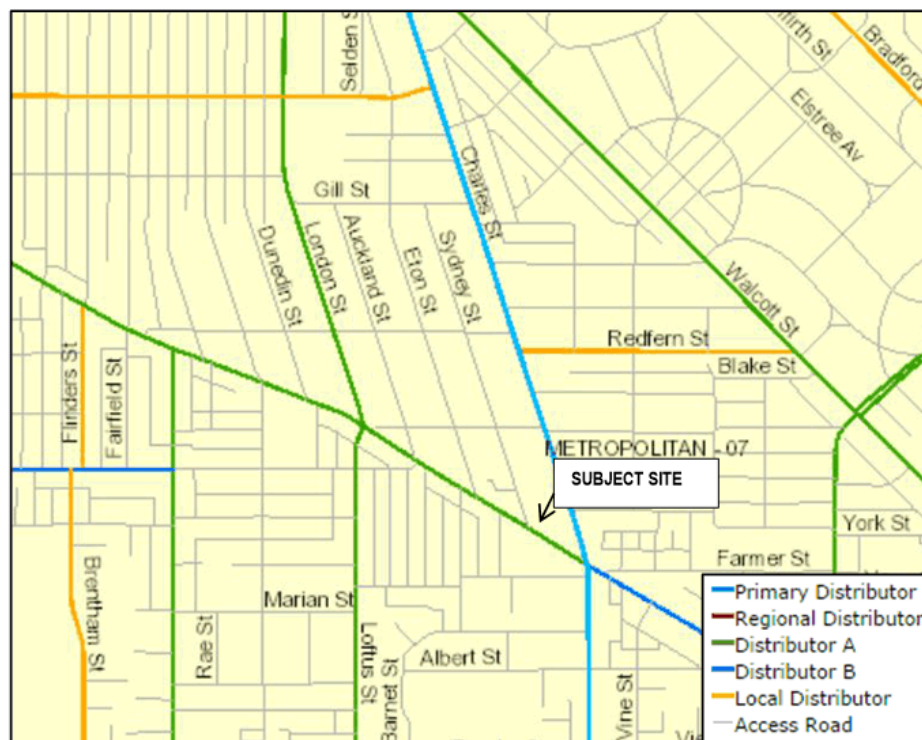 Selden St
firth St
Bradford
Elstree Av
Charles St
Gill St
Dunedin St
London St
Auckland St
Eton St
Sydney St
Walcott St
Redfern St
Blake St
Flinders St
Fairfield St
METROPOLITAN - 07
SUBJECT SITE
York St
Farmer St
Brentham St
Marian St
Rae St
Loftus St
Barnet St
Albert St
Vine St
Vi
Primary Distributor
Regional Distributor
Distributor A
Distributor B
Local Distributor
Access Road